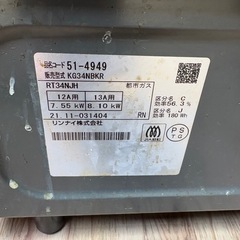 品名コード 51-4949
販売型式 KG34NBKR
RT34NJH 都市ガス
12A用 13A用
7.55 kW 8.10 kW
区分名 C
効率 56.3 %
区分名 J
効率 180 Wh
21.11-031404 RN
リンナイ株式会社
PS
TG